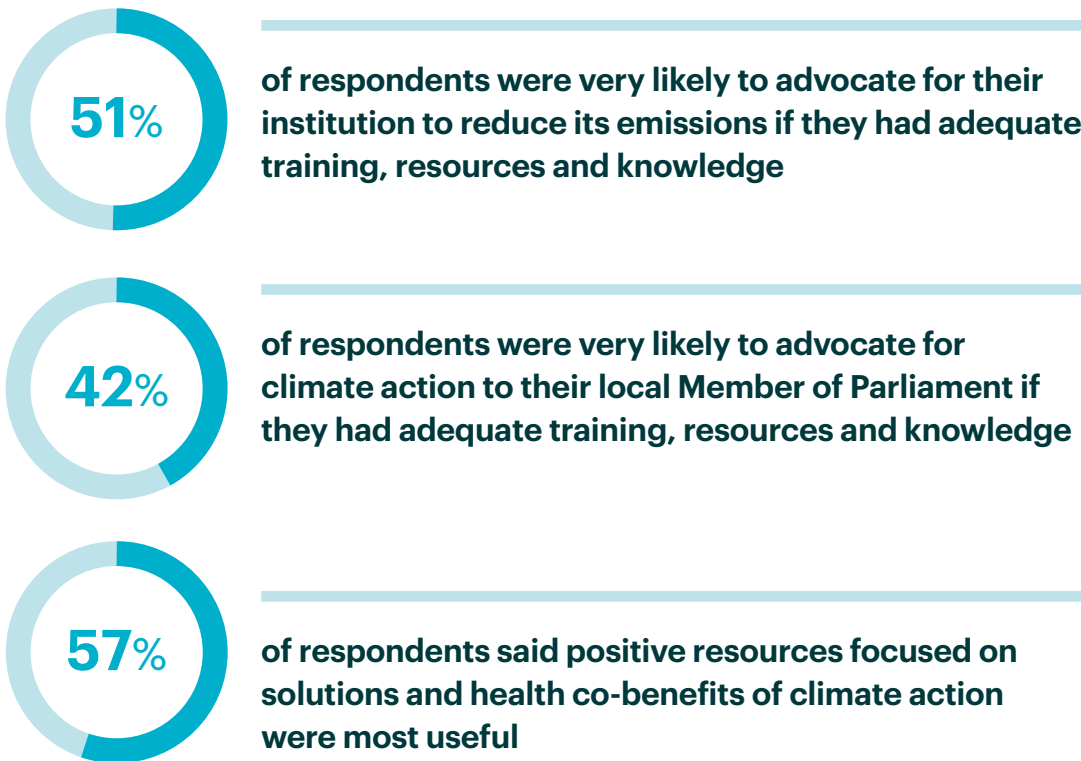 51%
of respondents were very likely to advocate for their
institution to reduce its emissions if they had adequate
training, resources and knowledge
42%
of respondents were very likely to advocate for
climate action to their local Member of Parliament if
they had adequate training, resources and knowledge
57%
of respondents said positive resources focused on
solutions and health co-benefits of climate action
were most useful